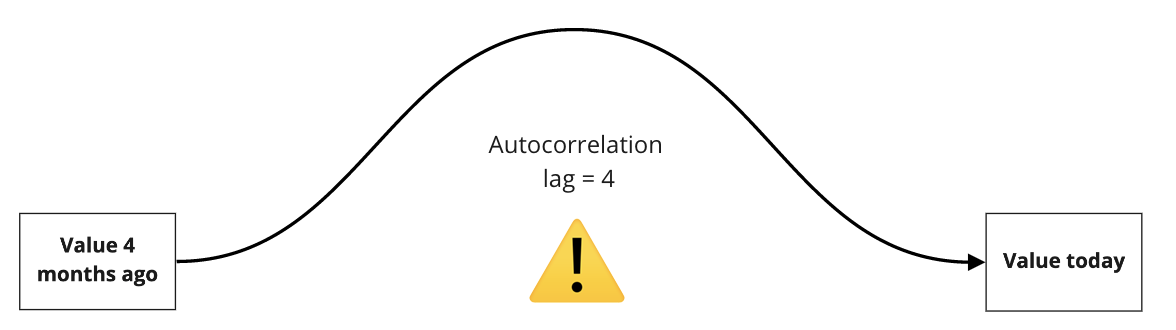 Autocorrelation
lag = 4
Value 4
months ago
Value today